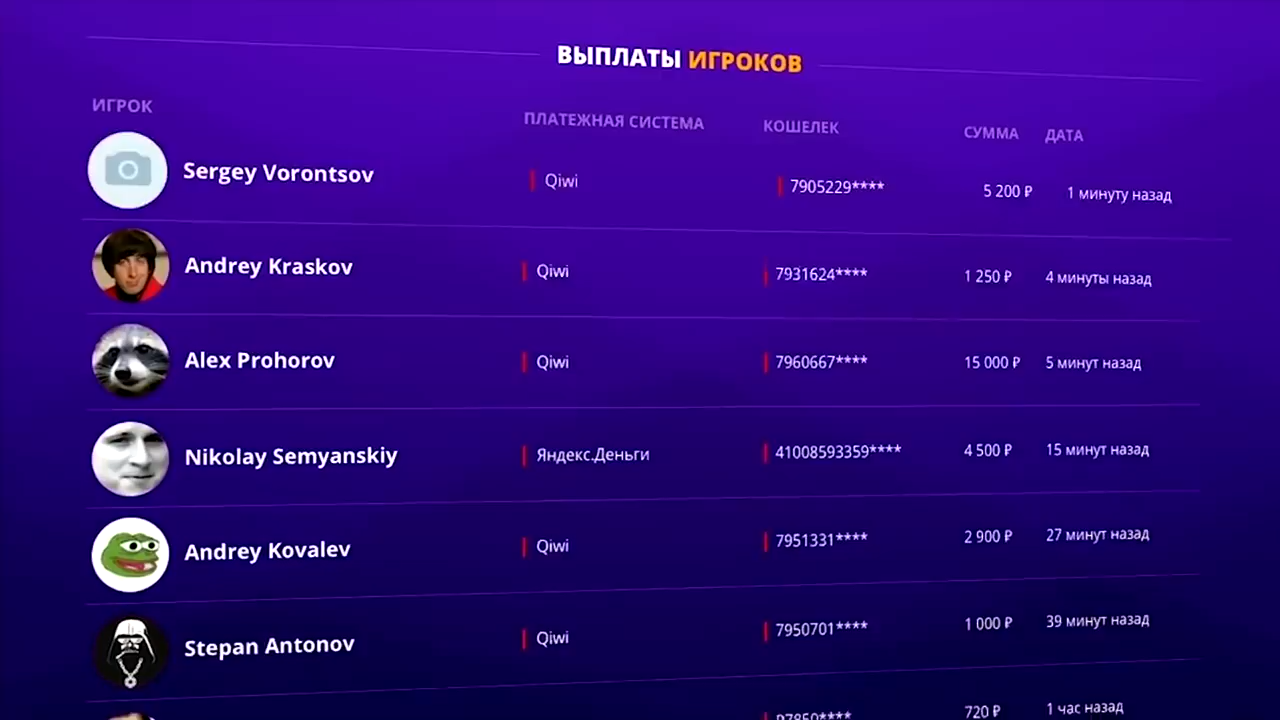 ВЫПЛАТЫ ИГРОКОВ
ИГРОК ПЛАТЕЖНАЯ СИСТЕМА КОШЕЛЕК СУММА ДАТА
Sergey Vorontsov Qiwi 7905229**** 5 200 ₽ 1 минуту назад
Andrey Kraskov Qiwi 7931624**** 1 250 ₽ 4 минуты назад
Alex Prohorov Qiwi 7960667**** 15 000 ₽ 5 минут назад
Nikolay Semyanskiy Яндекс.Деньги 41008593359**** 4 500 ₽ 15 минут назад
Andrey Kovalev Qiwi 7951331**** 2 900 ₽ 27 минут назад
Stepan Antonov Qiwi 7950701**** 1 000 ₽ 39 минут назад
720 ₽ 1 час назад